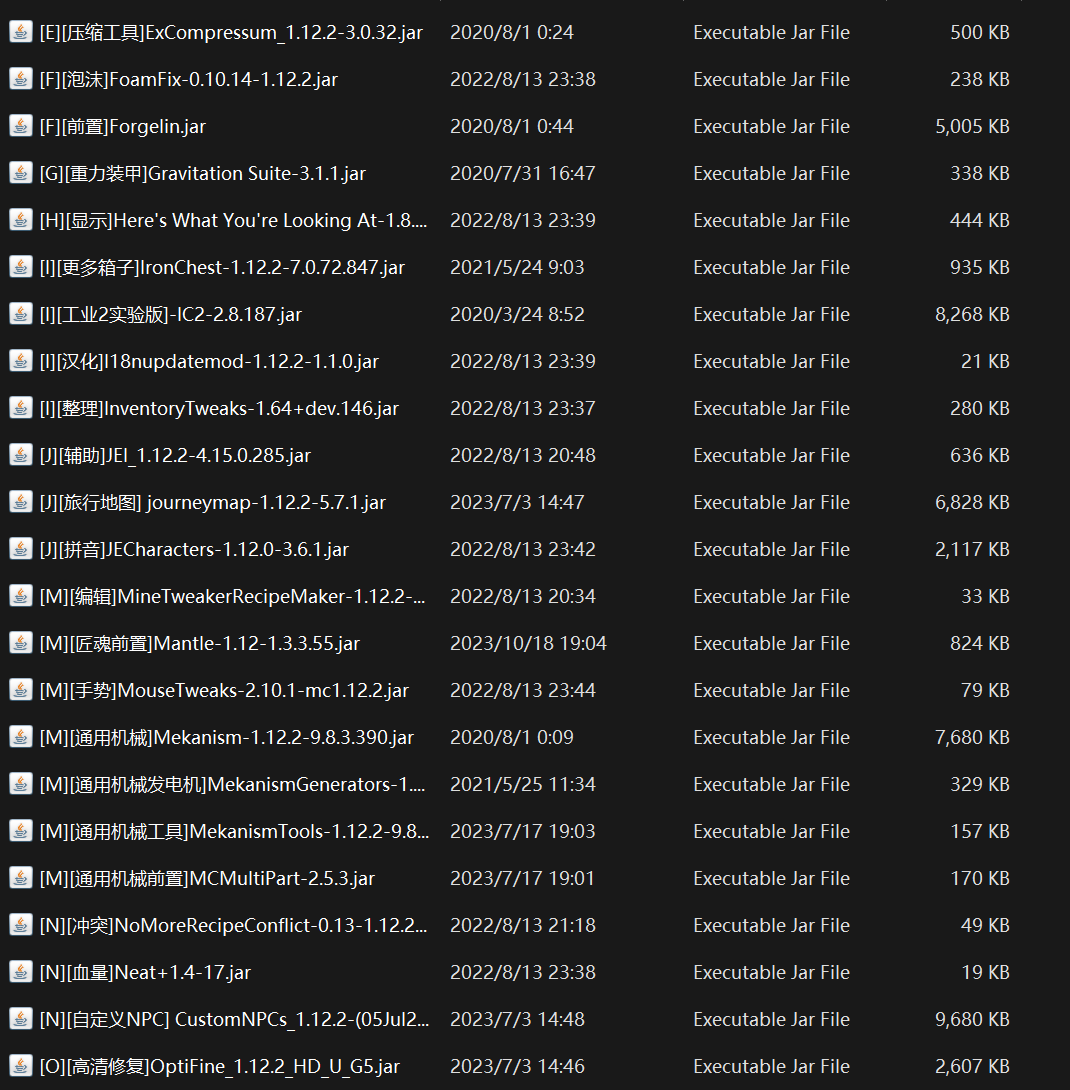 [E][压缩工具]ExCompressum_1.12.2-3.0.32.jar 2020/8/1 0:24 Executable Jar File 500 KB
[F][泡沫]FoamFix-0.10.14-1.12.2.jar 2022/8/13 23:38 Executable Jar File 238 KB
[F][前置]Forgelin.jar 2020/8/1 0:44 Executable Jar File 5,005 KB
[G][重力装甲]Gravitation Suite-3.1.1.jar 2020/7/31 16:47 Executable Jar File 338 KB
[H][显示]Here's What You're Looking At-1.8.... 2022/8/13 23:39 Executable Jar File 444 KB
[I][更多箱子]IronChest-1.12.2-7.0.72.847.jar 2021/5/24 9:03 Executable Jar File 935 KB
[I][工业2实验版]-IC2-2.8.187.jar 2020/3/24 8:52 Executable Jar File 8,268 KB
[I][汉化]I18nupdatemod-1.12.2-1.1.0.jar 2022/8/13 23:39 Executable Jar File 21 KB
[I][整理]InventoryTweaks-1.64+dev.146.jar 2022/8/13 23:37 Executable Jar File 280 KB
[J][辅助]JEI_1.12.2-4.15.0.285.jar 2022/8/13 20:48 Executable Jar File 636 KB
[J][旅行地图] journeymap-1.12.2-5.7.1.jar 2023/7/3 14:47 Executable Jar File 6,828 KB
[J][拼音]JECharacters-1.12.0-3.6.1.jar 2022/8/13 23:42 Executable Jar File 2,117 KB
[M][编辑]MineTweakerRecipeMaker-1.12.2-... 2022/8/13 20:34 Executable Jar File 33 KB
[M][匠魂前置]Mantle-1.12-1.3.3.55.jar 2023/10/18 19:04 Executable Jar File 824 KB
[M][手势]MouseTweaks-2.10.1-mc1.12.2.jar 2022/8/13 23:44 Executable Jar File 79 KB
[M][通用机械]Mekanism-1.12.2-9.8.3.390.jar 2020/8/1 0:09 Executable Jar File 7,680 KB
[M][通用机械发电机]MekanismGenerators-1.... 2021/5/25 11:34 Executable Jar File 329 KB
[M][通用机械工具]MekanismTools-1.12.2-9.8... 2023/7/17 19:03 Executable Jar File 157 KB
[M][通用机械前置]MCMultiPart-2.5.3.jar 2023/7/17 19:01 Executable Jar File 170 KB
[N][冲突]NoMoreRecipeConflict-0.13-1.12.2... 2022/8/13 21:18 Executable Jar File 49 KB
[N][血量]Neat+1.4-17.jar 2022/8/13 23:38 Executable Jar File 19 KB
[N][自定义NPC] CustomNPCs_1.12.2-(05Jul2... 2023/7/3 14:48 Executable Jar File 9,680 KB
[O][高清修复]OptiFine_1.12.2_HD_U_G5.jar 2023/7/3 14:46 Executable Jar File 2,607 KB